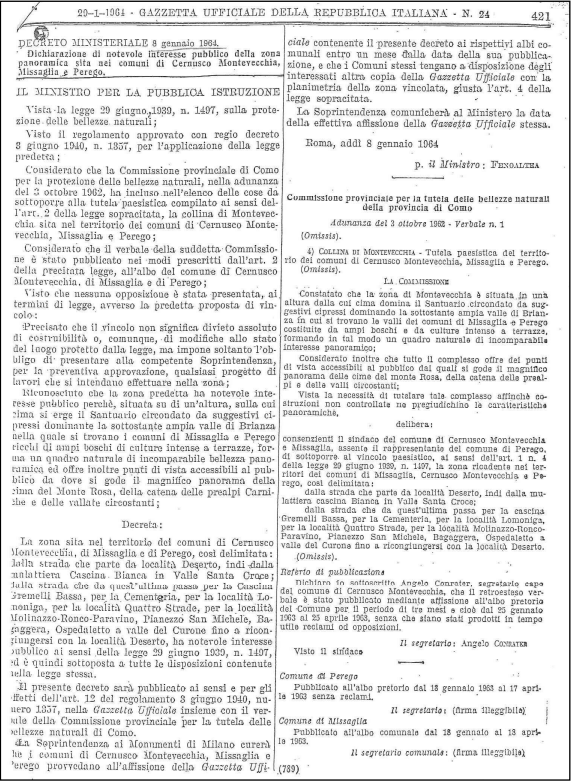 29-1-1964 - GAZZETTA UFFICIALE DELLA REPUBBLICA ITALIANA - N. 24
421
DECRETO MINISTERIALE 8 gennaio 1964.
Dichiarazione di notevole interesse pubblico della zona
panoramica sita nei comuni di Cernusco Montevecchia,
Missaglia e Perego.
IL MINISTRO PER LA PUBBLICA ISTRUZIONE
Vista la legge 29 giugno 1939, n. 1497, sulla prote-
zione delle bellezze naturali;
Visto il regolamento approvato con regio decreto
3 giugno 1940, n. 1357, per l'applicazione della legge
predetta;
Considerato che la Commissione provinciale di Como
per la protezione delle bellezze naturali, nella adunanza
del 3 ottobre 1962, ha incluso nell'elenco delle cose da
sottoporre alla tutela paesistica compilato ai sensi del-
l'art. 2 della legge sopracitata, la collina di Montevec-
chia sita nel territorio dei comuni di Cernusco Monte-
vecchia, Missaglia e Perego;
Considerato che il verbale della suddetta Commissio-
ne è stato pubblicato nei modi prescritti dall'art. 2
della precitata legge, all'albo del comune di Cernusco
Montevecchia, di Missaglia e di Perego;
Visto che nessuna opposizione è stata presentata, ai
termini di legge, avverso la predetta proposta di vin-
colo:
Precisato che il vincolo non significa divieto assoluto
di costruibilità o, comunque, di modifiche allo stato
del luogo protetto dalla legge, ma impone soltanto l'ob-
bligo di presentare alla competente Soprintendenza,
per la preventiva approvazione, qualsiasi progetto di
lavori che si intendano effettuare nella zona;
Riconosciuto che la zona predetta ha notevole inte-
resse pubblico perchè, situata su di un'altura, sulla cui
cima si erge il Santuario circondato da suggestivi ci-
pressi dominante la sottostante ampia valle di Brianza
nella quale si trovano i comuni di Missaglia e Perego
ricchi di ampi boschi di culture intense a terrazze, for-
ma un quadro naturale di incomparabile bellezza pano-
ramica ed offre inoltre punti di vista accessibili al pub-
blico da dove si gode il magnifico panorama della
cima del Monte Rosa, della catena delle prealpi Carni-
che e delle vallate circostanti;
Decreta:
La zona sita nel territorio dei comuni di Cernusco
Montevecchia, di Missaglia e di Perego, così delimitata:
dalla strada che parte da località Deserto, indi dalla
mulattiera Cascina Bianca in Valle Santa Croce;
dalla strada che da quest'ultima passa per la Cascina
Gremelli Bassa, per la Cementeria, per la località Lo-
moniga, per la località Quattro Strade, per la località
Molinazzo-Ronco-Paravino, Pianezzo San Michele, Ba-
gaggera, Ospedaletto a valle del Curone fino a ricon-
giungersi con la località Deserto, ha notevole interesse
pubblico ai sensi della legge 29 giugno 1939, n. 1497,
ed è quindi sottoposta a tutte le disposizioni contenute
nella legge stessa.
Il presente decreto sarà pubblicato ai sensi e per gli
effetti dell'art. 12 del regolamento 3 giugno 1940, nu-
mero 1357, nella Gazzetta Ufficiale insieme con il ver-
bale della Commissione provinciale per la tutela delle
bellezze naturali di Como.
La Soprintendenza ai Monumenti di Milano curerà
che i comuni di Cernusco Montevecchia, Missaglia e
Perego provvedano all'affissione della Gazzetta Uffi-
ciale contenente il presente decreto ai rispettivi albi co-
munali entro un mese dalla data della sua pubblica-
zione, e che i Comuni stessi tengano a disposizione degli
interessati altra copia della Gazzetta Ufficiale con la
planimetria della zona vincolata, giusta l'art. 4 della
legge sopracitata.
La Soprintendenza comunicherà al Ministero la data
della effettiva affissione della Gazzetta Ufficiale stessa.
Roma, addì 8 gennaio 1964
p. il Ministro: FENOALTEA
Commissione provinciale per la tutela delle bellezze naturali
della provincia di Como
Adunanza del 3 ottobre 1962 - Verbale n. 1
(Omissis).
4) COLLINA DI MONTEVECCHIA - Tutela paesistica del territo-
rio dei comuni di Cernusco Montevecchia, Missaglia e Perego.
(Omissis).
LA COMMISSIONE
Constatato che la zona di Montevecchia è situata in una
altura dalla cui cima domina il Santuario circondato da sug-
gestivi cipressi dominando la sottostante ampia valle di Brian-
za in cui si trovano le valli dei comuni di Missaglia e Perego
costituite da ampi boschi e da culture intense a terrazze,
formando in tal modo un quadro naturale di incomparabile
interesse panoramico;
Considerato inoltre che tutto il complesso offre dei punti
di vista accessibili al pubblico dai quali si gode il magnifico
panorama delle cime del monte Rosa, della catena delle preal-
pi e delle valli circostanti;
Vista la necessità di tutelare tale complesso affinchè co-
struzioni non controllate ne pregiudichino le caratteristiche
panoramiche,
delibera:
consenzienti il sindaco del comune di Cernusco Montevecchia
e Missaglia, assente il rappresentante del comune di Perego,
di sottoporre al vincolo paesistico, ai sensi dell'art. 1 n. 4
della legge 29 giugno 1939, n. 1497, la zona ricadente nei ter-
ritori dei comuni di Missaglia, Cernusco Montevecchia e Pe-
rego, così delimitata:
dalla strada che parte da località Deserto, indi dalla mu-
lattiera cascina Bianca in Valle Santa Croce;
dalla strada che da quest'ultima passa per la cascina
Gremelli Bassa, per la Cementeria, per la località Lomoniga,
per la località Quattro Strade, per la località Molinazzo-Ronco-
Paravino, Pianezzo San Michele, Bagaggera, Ospedaletto a
valle del Curone fino a ricongiungersi con la località Deserto.
(Omissis).
Referto di pubblicazione
Dichiaro io sottoscritto Angelo Conrater, segretario capo
del comune di Cernusco Montevecchia, che il retroesteso ver-
bale è stato pubblicato mediante affissione all'albo pretorio
del Comune per il periodo di tre mesi e cioè dal 25 gennaio
1963 al 25 aprile 1963, senza che siano stati prodotti in tempo
utile reclami od opposizioni.
Il segretario: Angelo CONRATER
Visto il sindaco
Comune di Perego
Pubblicato all'albo pretorio dal 18 gennaio 1963 al 17 apri-
le 1963 senza reclami.
Il segretario: (firma illeggibile)
Comune di Missaglia
Pubblicato all'albo comunale dal 18 gennaio al 18 apri-
le 1963.
Il segretario comunale: (firma illeggibile)
(789)